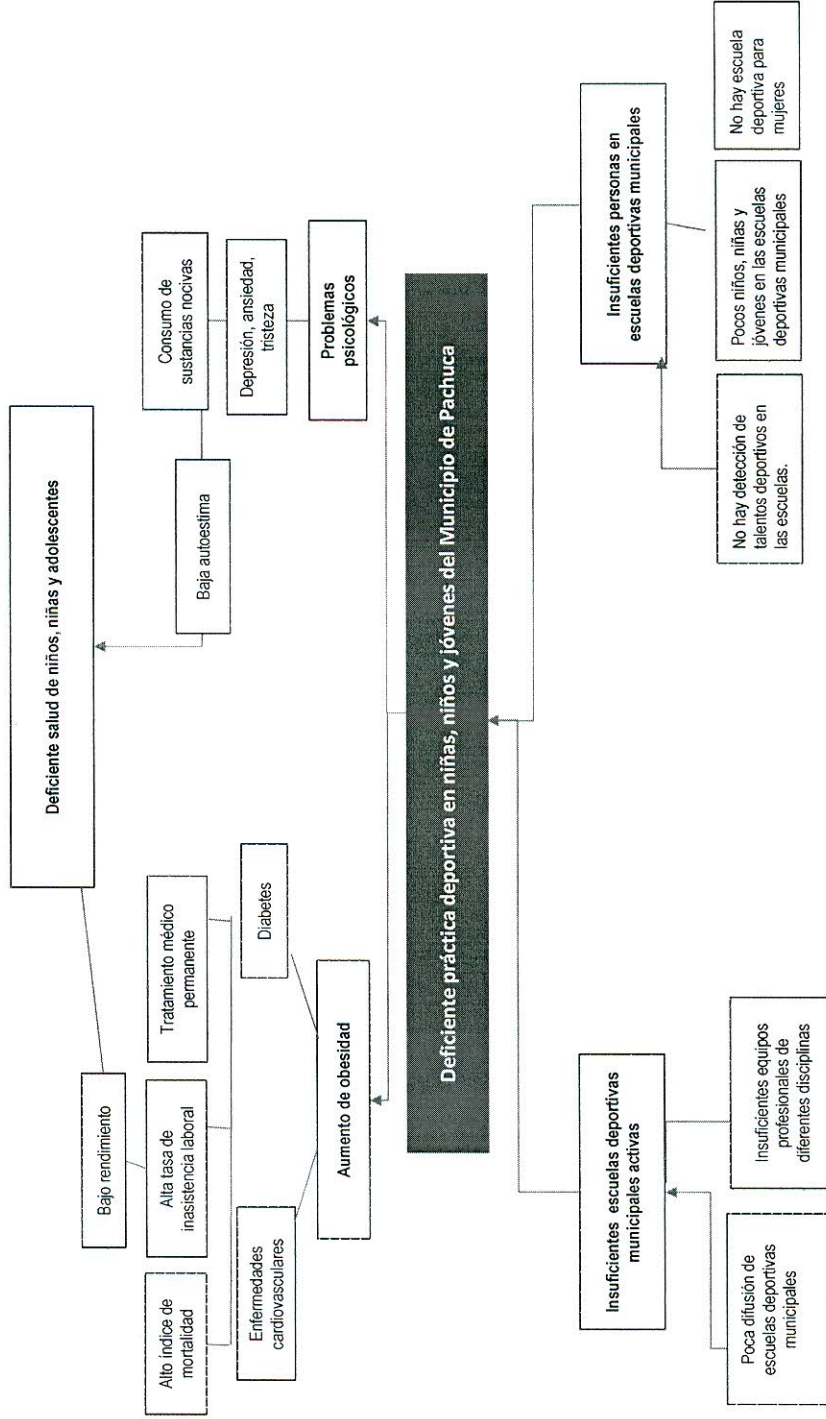 Deficiente salud de niños, niñas y adolescentes
Bajo rendimiento
Baja autoestima
Alto índice de
mortalidad
Alta tasa de
inasistencia laboral
Tratamiento médico
permanente
Consumo de
sustancias nocivas
Enfermedades
cardiovasculares
Diabetes
Depresión, ansiedad,
tristeza
Aumento de obesidad
Problemas
psicológicos
Deficiente práctica deportiva en niñas, niños y jóvenes del Municipio de Pachuca
Insuficientes escuelas deportivas
municipales activas
Insuficientes personas en
escuelas deportivas municipales
Poca difusión de
escuelas deportivas
municipales
Insuficientes equipos
profesionales de
diferentes disciplinas
No hay detección de
talentos deportivos en
las escuelas.
Pocos niños, niñas y
jóvenes en las escuelas
deportivas municipales
No hay escuela
deportiva para
mujeres